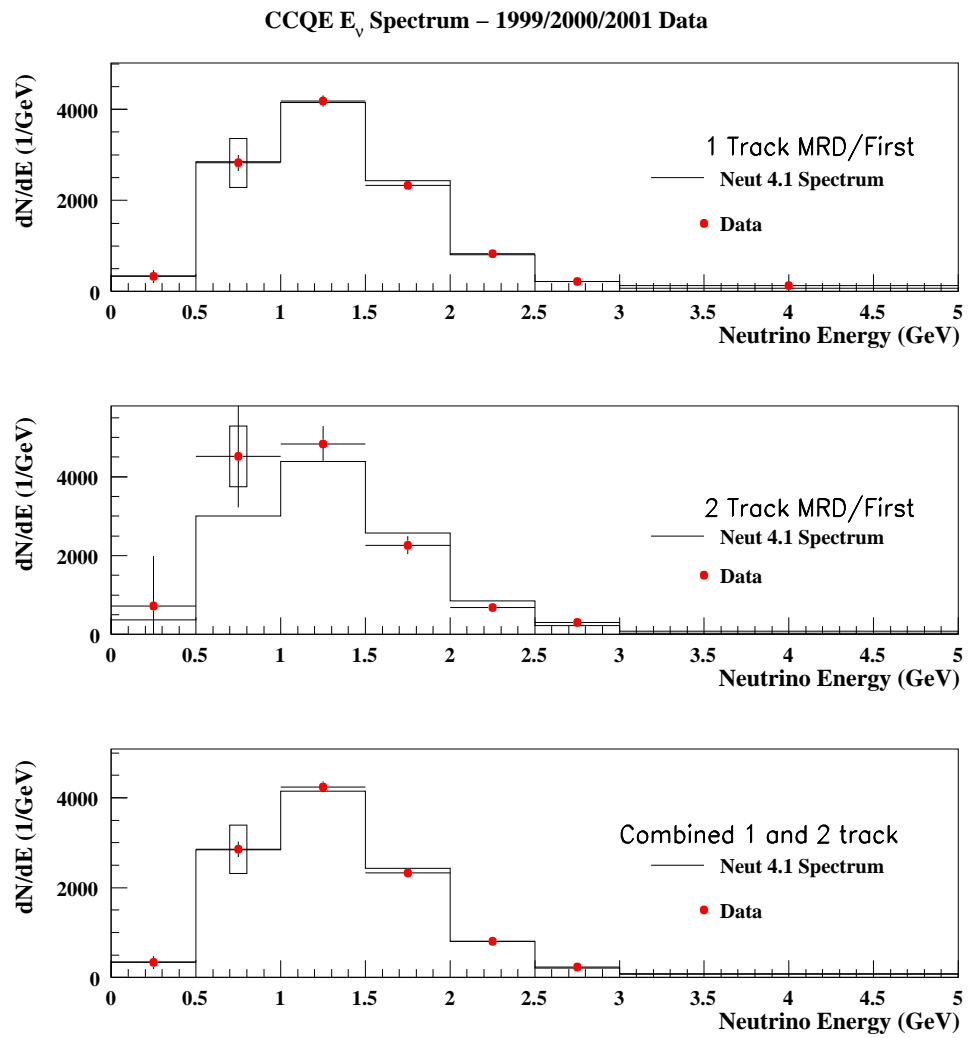 CCQE Eν Spectrum – 1999/2000/2001 Data
dN/dE (1/GeV)
4000
2000
0
1 Track MRD/First
Neut 4.1 Spectrum
Data
0 0.5 1 1.5 2 2.5 3 3.5 4 4.5 5
Neutrino Energy (GeV)
dN/dE (1/GeV)
4000
2000
0
2 Track MRD/First
Neut 4.1 Spectrum
Data
0 0.5 1 1.5 2 2.5 3 3.5 4 4.5 5
Neutrino Energy (GeV)
dN/dE (1/GeV)
4000
2000
0
Combined 1 and 2 track
Neut 4.1 Spectrum
Data
0 0.5 1 1.5 2 2.5 3 3.5 4 4.5 5
Neutrino Energy (GeV)